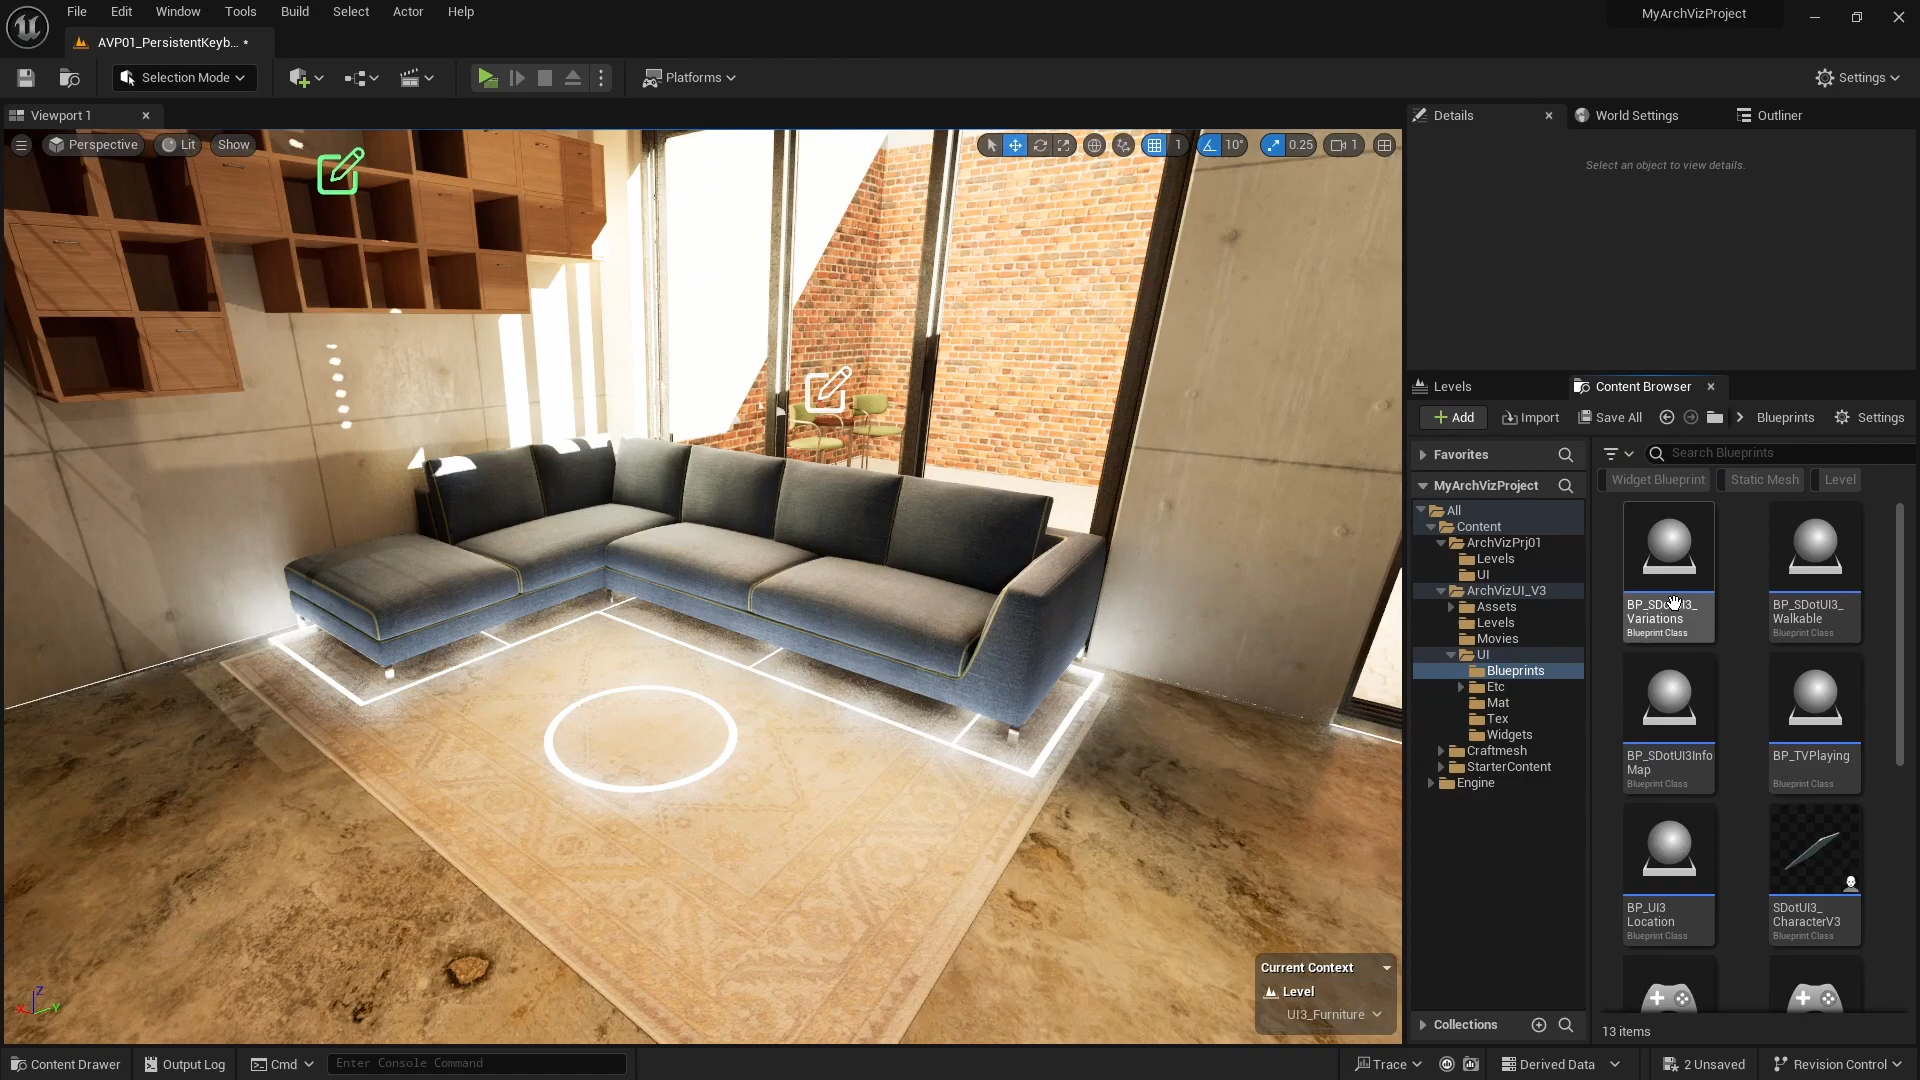 File Edit Window Tools Build Select Actor Help
MyArchVizProject
AVP01_PersistentKeyb... •
Selection Mode
Platforms
Settings
Viewport 1
Perspective Lit Show
1 10° 0.25 1
Details World Settings Outliner
Select an object to view details.
Levels Content Browser
Add Import Save All Blueprints Settings
Favorites
MyArchVizProject
All
Content
ArchVizPrj01
Levels
UI
ArchVizUI_V3
Assets
Levels
Movies
UI
Blueprints
Etc
Mat
Tex
Widgets
Craftmesh
StarterContent
Engine
Collections
Search Blueprints
Widget Blueprint Static Mesh Level
BP_SDotUI3_
Variations
Blueprint Class
BP_SDotUI3_
Walkable
Blueprint Class
BP_SDotUI3Info
Map
Blueprint Class
BP_TVPlaying
Blueprint Class
BP_UI3
Location
Blueprint Class
SDotUI3_
CharacterV3
Blueprint Class
13 items
Current Context
Level
UI3_Furniture
Z
X
Y
Content Drawer Output Log Cmd Enter Console Command
Trace Derived Data 2 Unsaved Revision Control